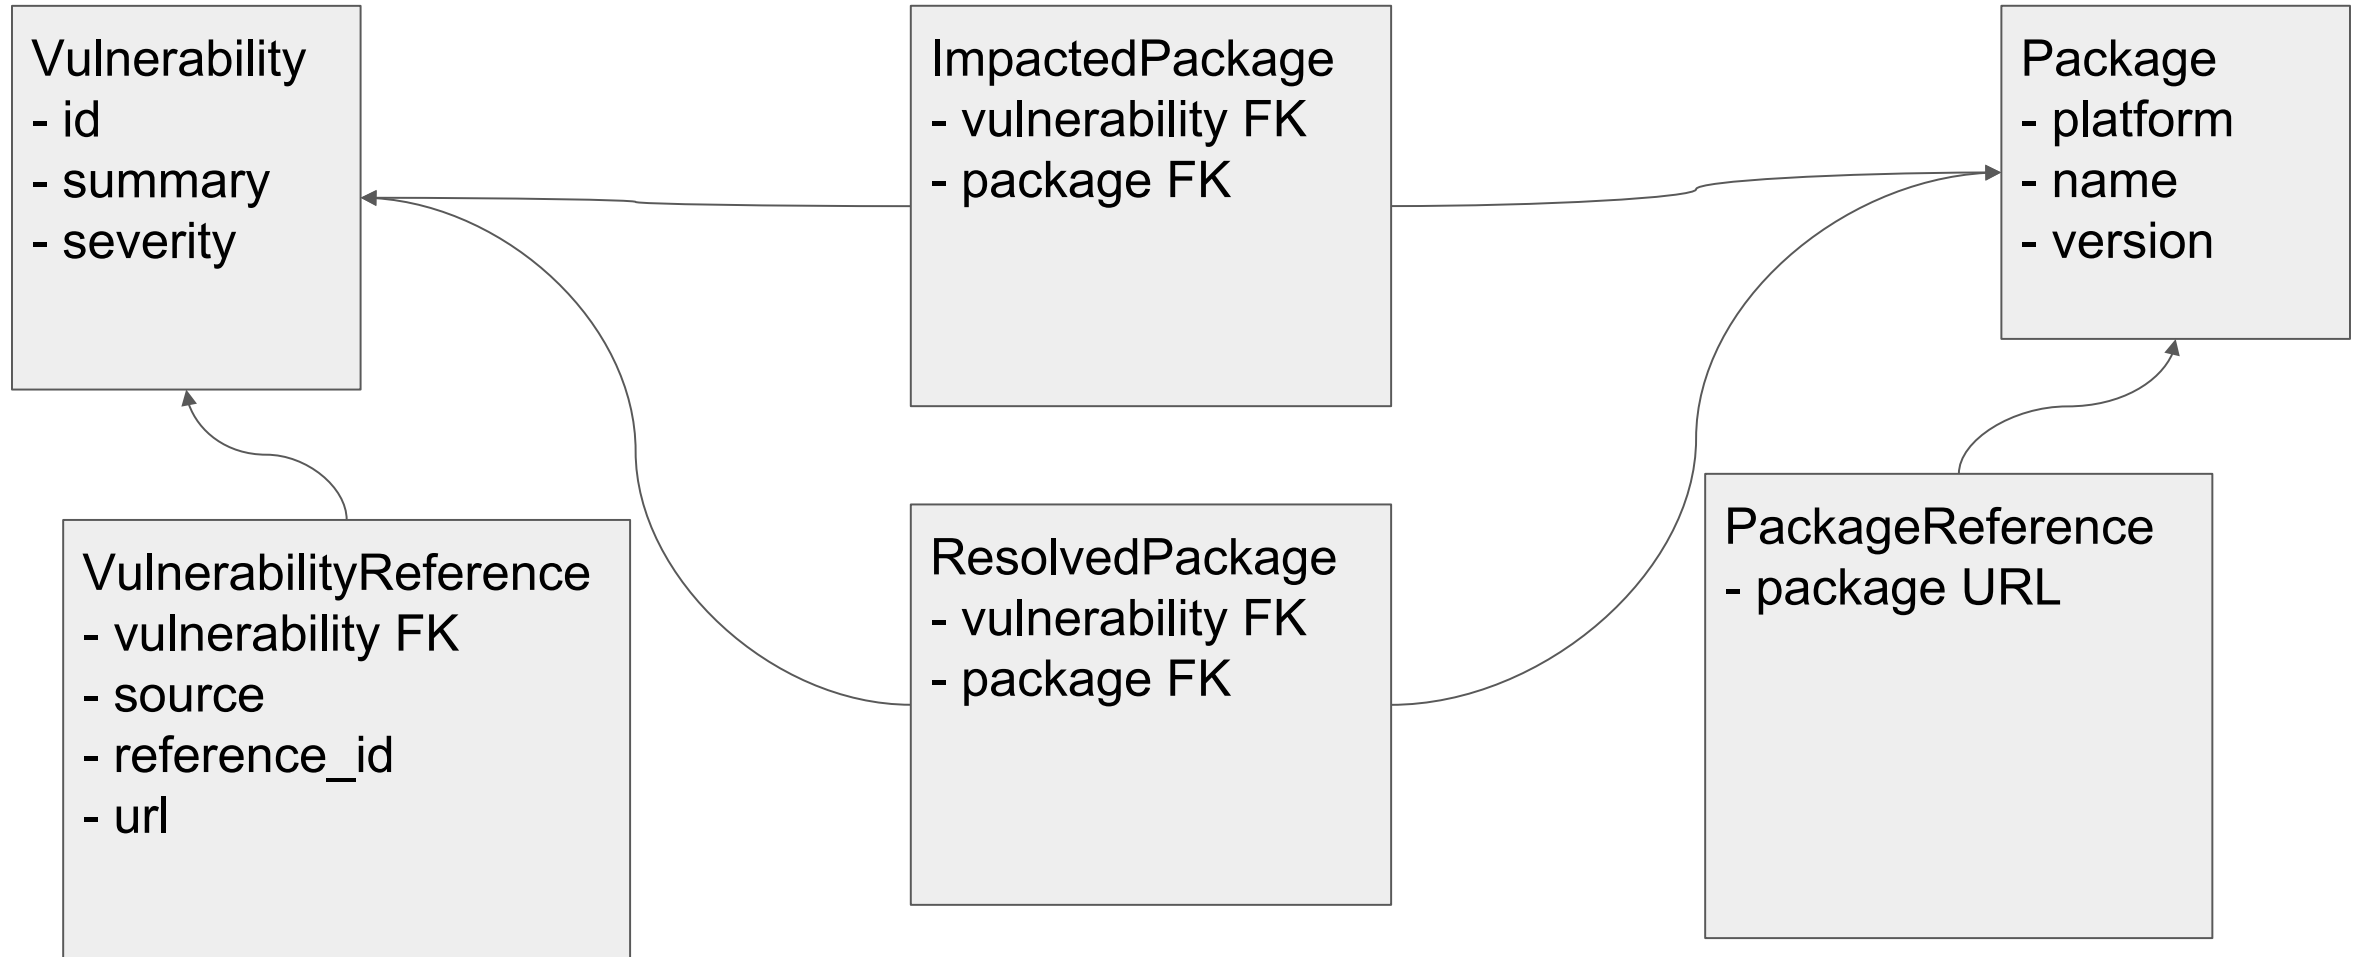 Vulnerability
- id
- summary
- severity
ImpactedPackage
- vulnerability FK
- package FK
Package
- platform
- name
- version
VulnerabilityReference
- vulnerability FK
- source
- reference_id
- url
ResolvedPackage
- vulnerability FK
- package FK
PackageReference
- package URL